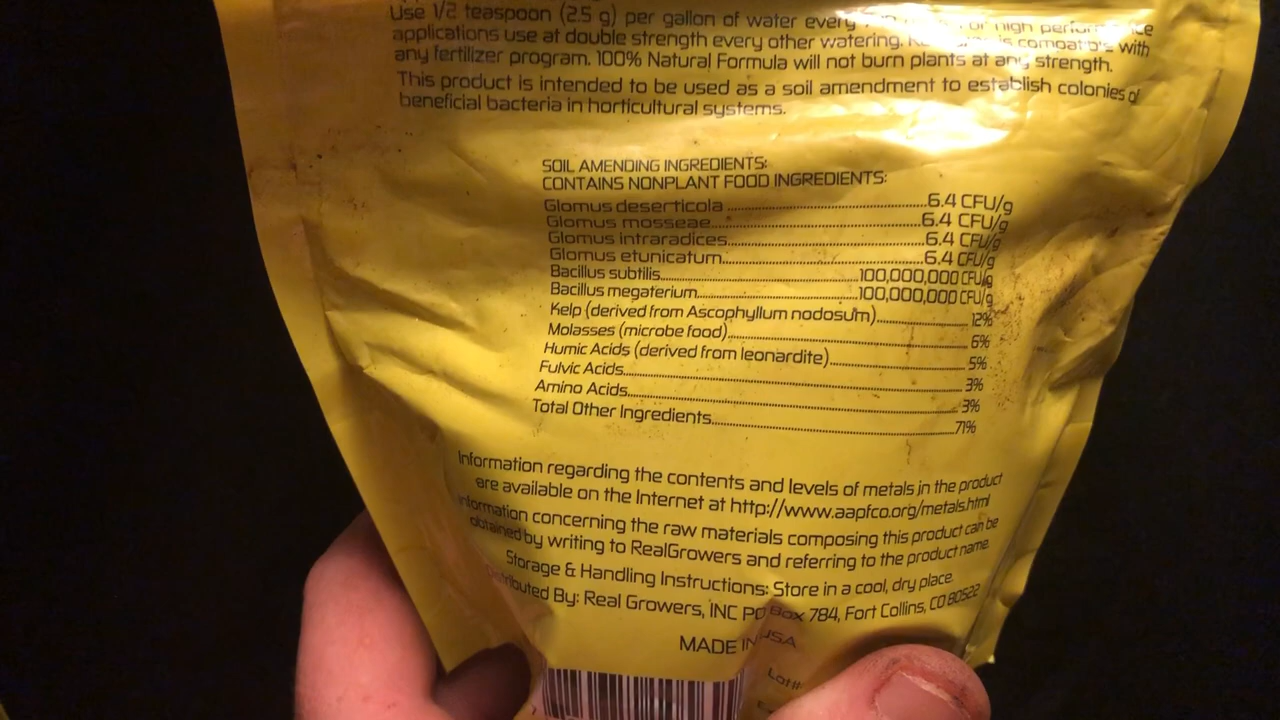 Use 1/2 teaspoon (2.5 g) per gallon of water every or high performance
applications use at double strength every other watering. is compatible with
any fertilizer program. 100% Natural Formula will not burn plants at any strength.
This product is intended to be used as a soil amendment to establish colonies of
beneficial bacteria in horticultural systems.
SOIL AMENDING INGREDIENTS:
CONTAINS NONPLANT FOOD INGREDIENTS:
Glomus deserticola 6.4 CFU/g
Glomus mosseae 6.4 CFU/g
Glomus intraradices 6.4 CFU/g
Glomus etunicatum 6.4 CFU/g
Bacillus subtilis 100,000,000 CFU/g
Bacillus megaterium 100,000,000 CFU/g
Kelp (derived from Ascophyllum nodosum) 12%
Molasses (microbe food) 6%
Humic Acids (derived from leonardite) 5%
Fulvic Acids 3%
Amino Acids 3%
Total Other Ingredients 71%
Information regarding the contents and levels of metals in the product
are available on the Internet at http://www.aapfco.org/metals.html
Information concerning the raw materials composing this product can be
obtained by writing to RealGrowers and referring to the product name.
Storage & Handling Instructions: Store in a cool, dry place.
Distributed By: Real Growers, INC PO Box 784, Fort Collins, CO 80522
MADE IN USA
Lot#